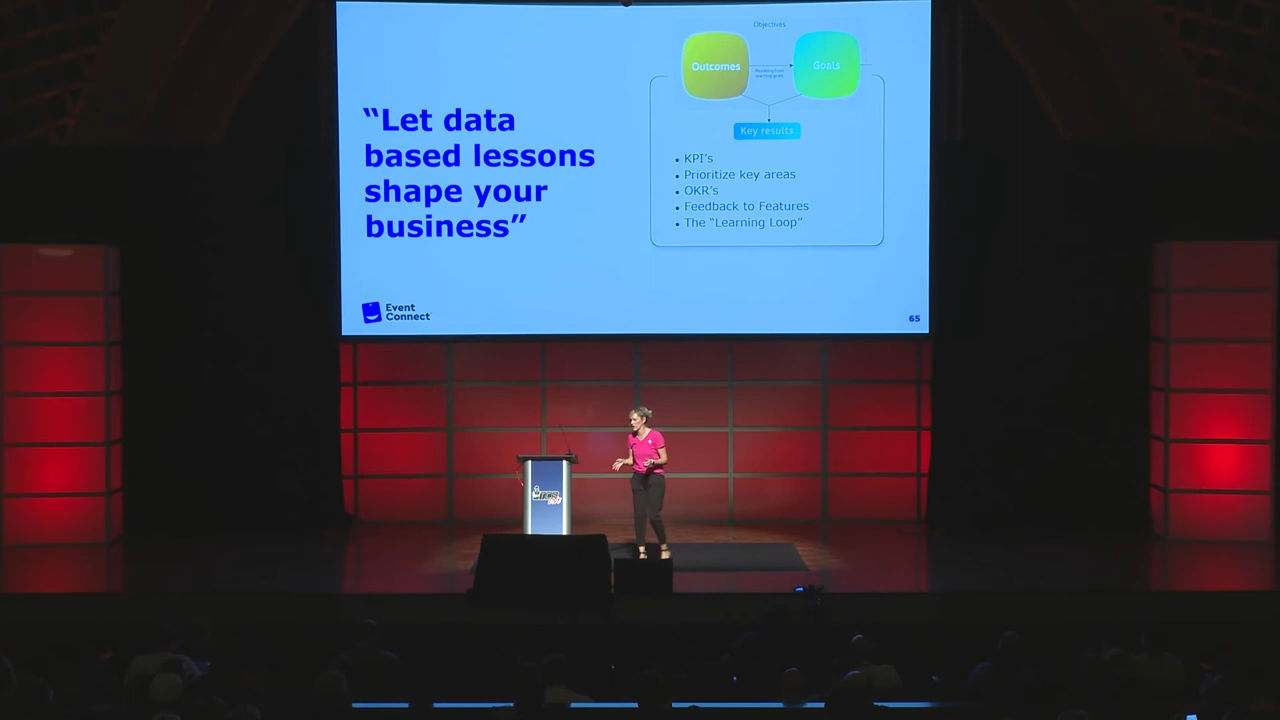 Objectives
Outcomes
Goals
“Let data
based lessons
shape your
business”
Key results
• KPI's
• Prioritize key areas
• OKR's
• Feedback to Features
• The “Learning Loop”
Event
Connect
65